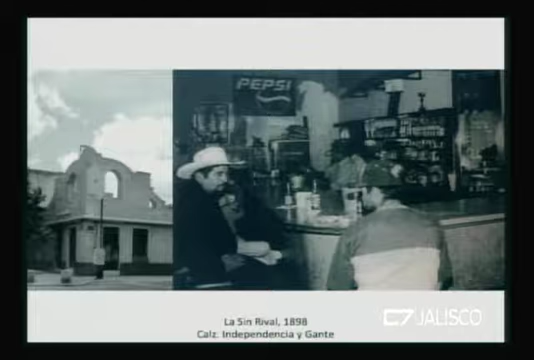 PEPSI
La Sin Rival, 1898
Calz. Independencia y Gante
C7 JALISCO